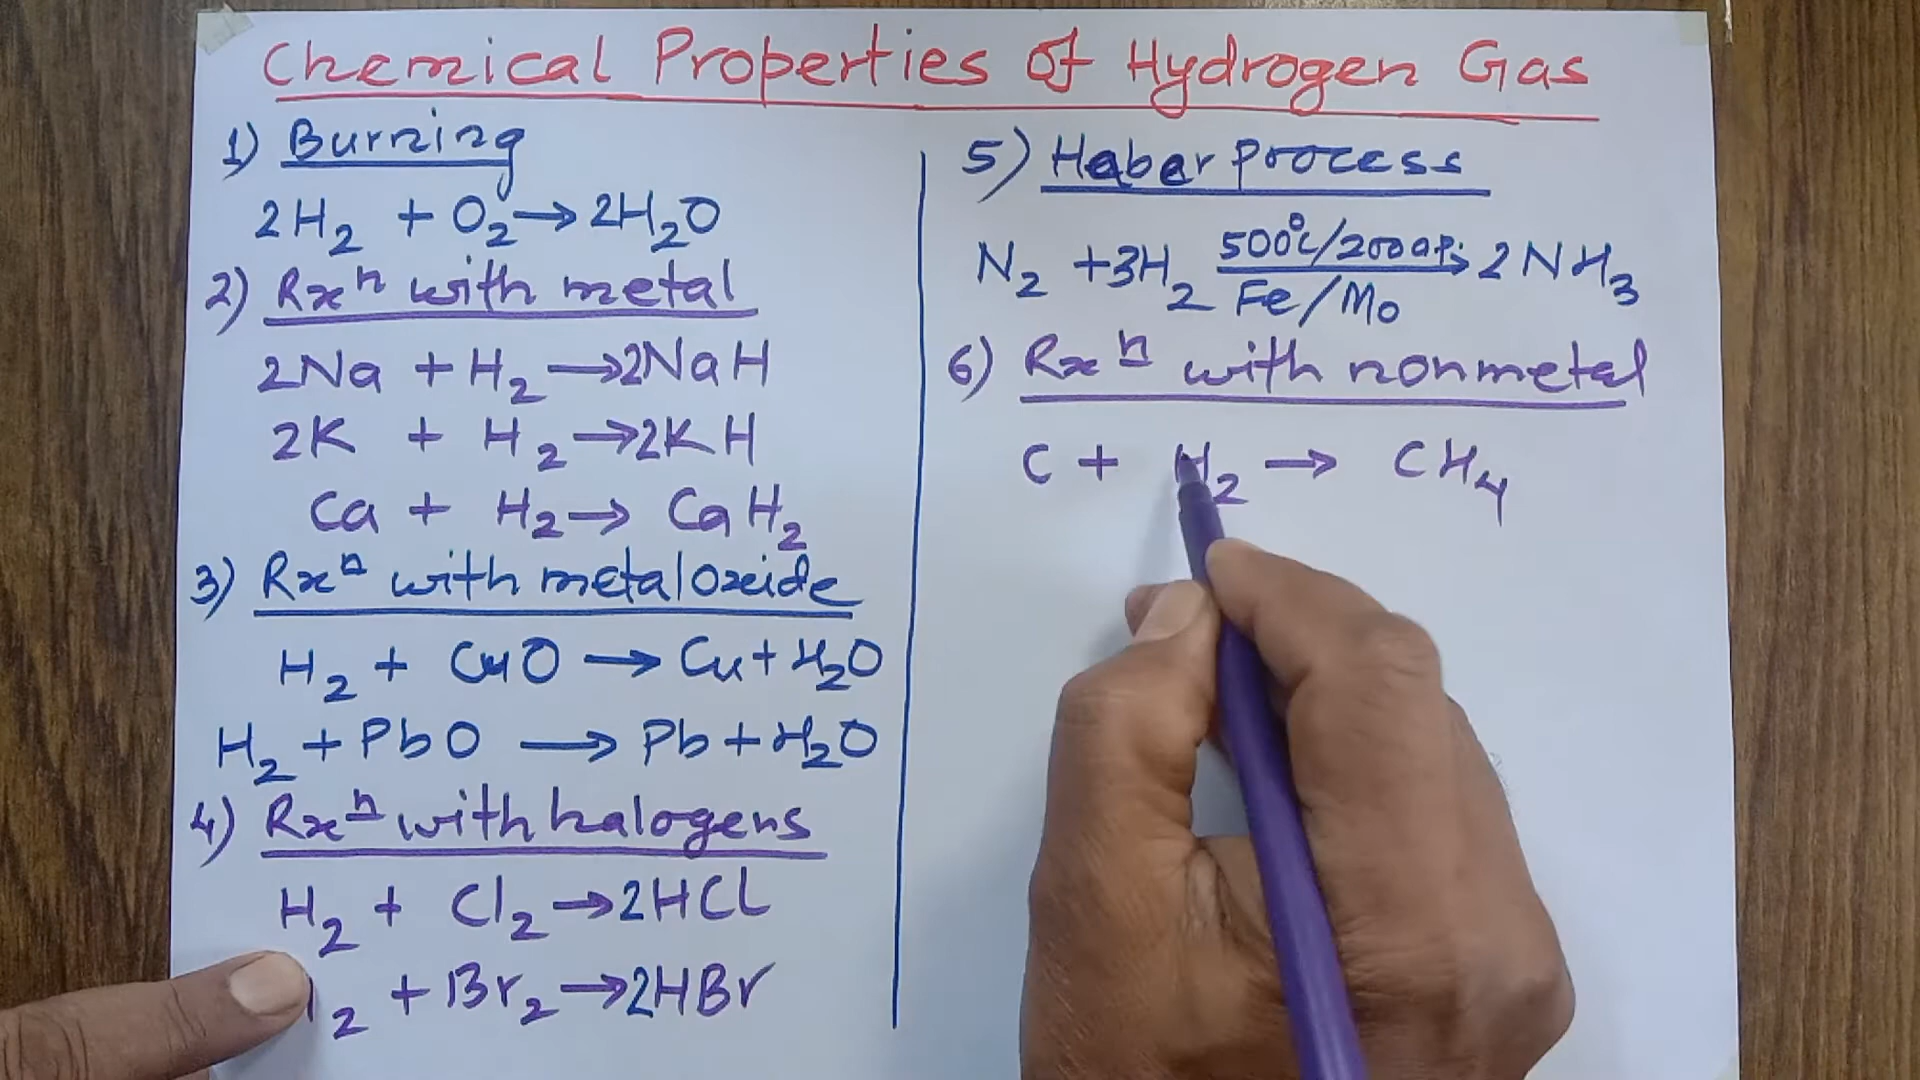 Chemical Properties Of Hydrogen Gas
1) Burning
2H₂ + O₂ → 2H₂O
2) Rxⁿ with metal
2Na + H₂ → 2NaH
2K + H₂ → 2KH
Ca + H₂ → CaH₂
3) Rxⁿ with metal Oxide
H₂ + CuO → Cu + H₂O
H₂ + PbO → Pb + H₂O
4) Rxⁿ with halogens
H₂ + Cl₂ → 2HCl
₂ + Br₂ → 2HBr
5) Haber process
500°C/200
N₂ + 3H₂ → 2NH₃
Fe/Mo
6) Rxⁿ with nonmetal
C + H₂ → CH₄